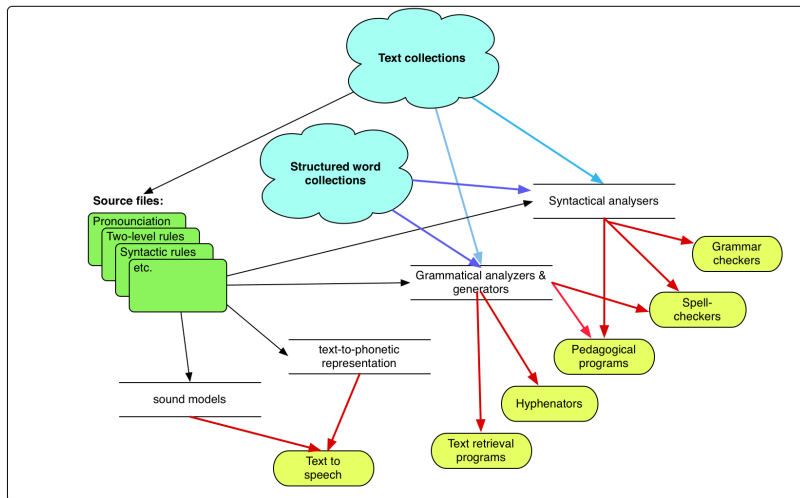 Text collections
Structured word
collections
Source files:
Pronounciation
Two-level rules
Syntactic rules
etc.
Syntactical analysers
Grammar
checkers
Grammatical analyzers &
generators
Spell-
checkers
text-to-phonetic
representation
Pedagogical
programs
sound models
Hyphenators
Text retrieval
programs
Text to
speech